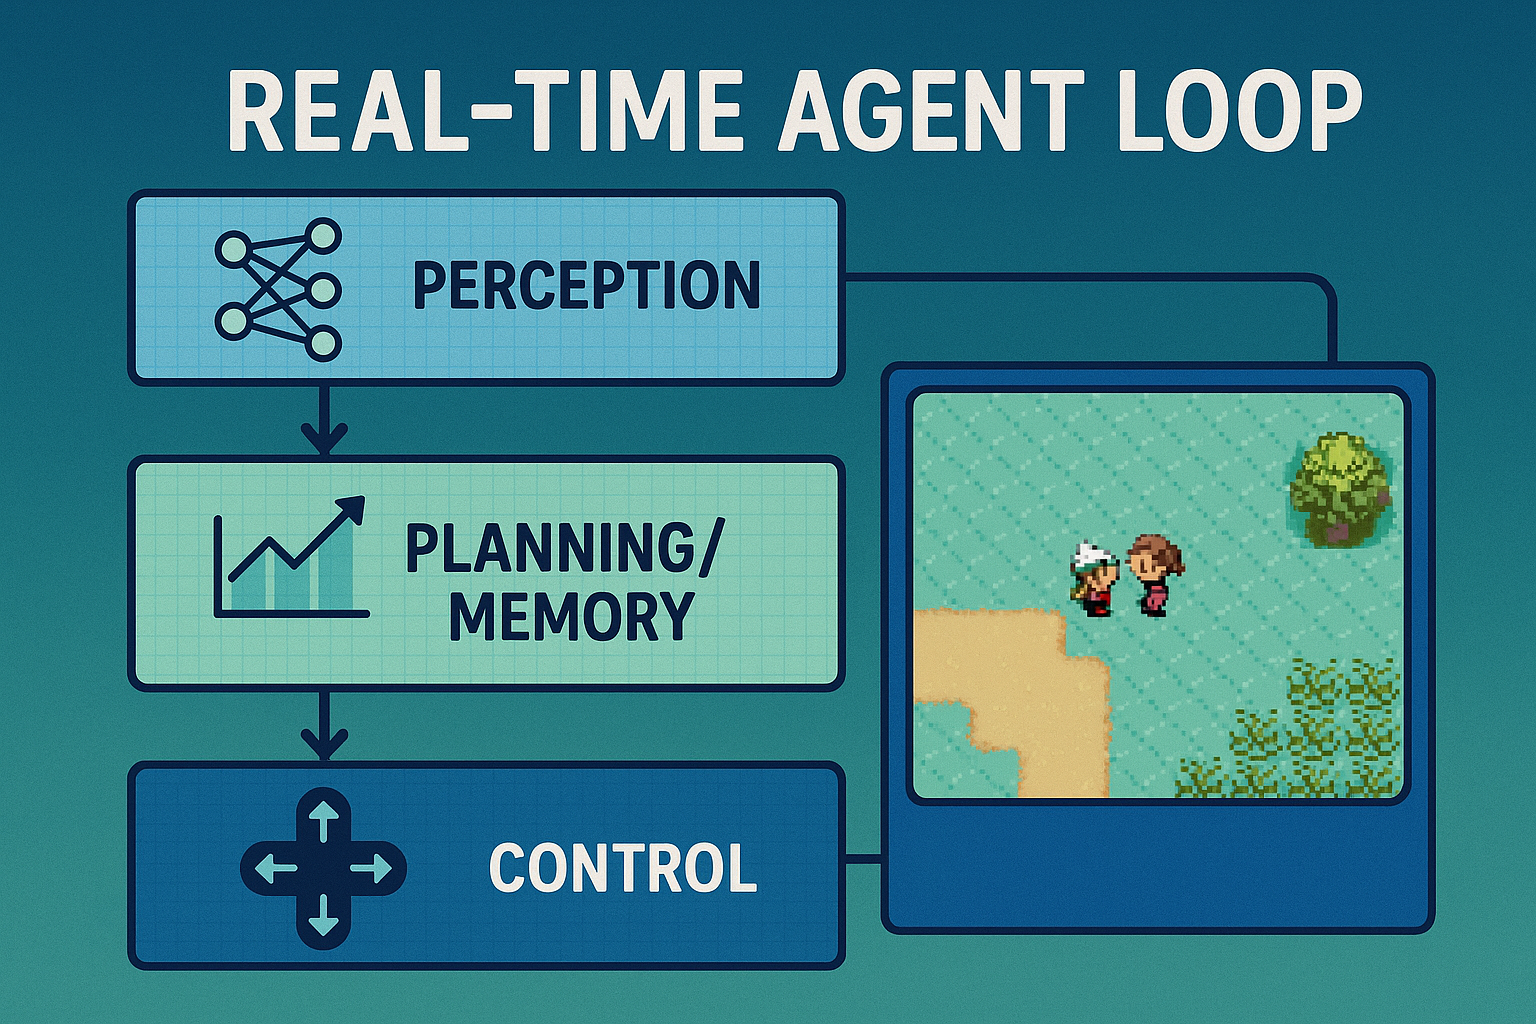 REAL-TIME AGENT LOOP
PERCEPTION
PLANNING/
MEMORY
CONTROL